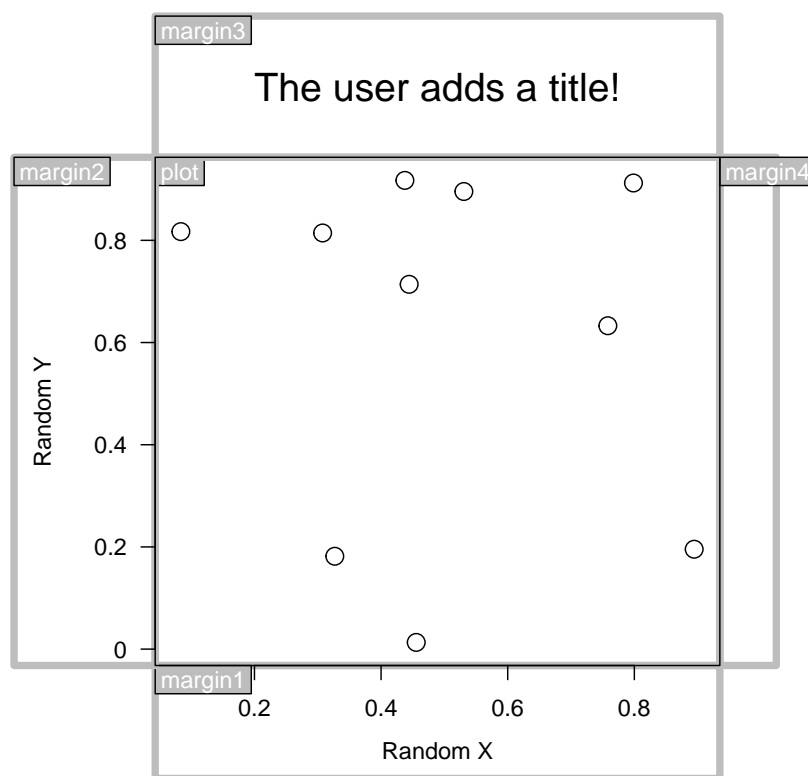 margin3
The user adds a title!
margin2
plot
margin4
0.8
0.6
0.4
0.2
0
Random Y
margin1
0.2 0.4 0.6 0.8
Random X